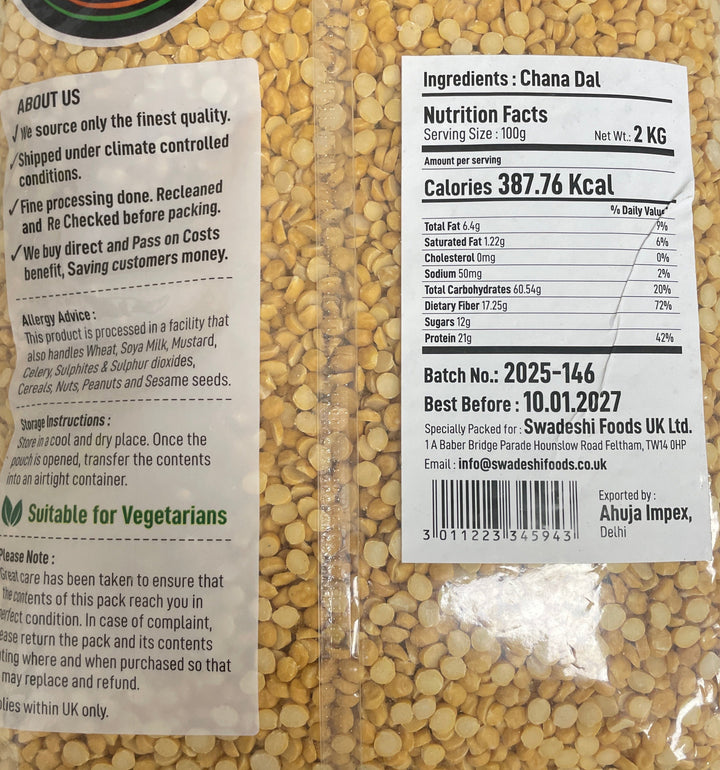 ABOUT US
✓We source only the finest quality.
✓Shipped under climate controlled
conditions.
✓Fine processing done. Recleaned
and Re Checked before packing.
✓We buy direct and Pass on Costs
benefit, Saving customers money.
Allergy Advice :
This product is processed in a facility that
also handles Wheat, Soya Milk, Mustard,
Celery, Sulphites & Sulphur dioxides,
Cereals, Nuts, Peanuts and Sesame seeds.
Storage Instructions :
Store in a cool and dry place. Once the
pouch is opened, transfer the contents
into an airtight container.
Suitable for Vegetarians
Please Note :
Great care has been taken to ensure that
the contents of this pack reach you in
perfect condition. In case of complaint,
ease return the pack and its contents
ting where and when purchased so that
may replace and refund.
plies within UK only.
Ingredients : Chana Dal
Nutrition Facts
Serving Size : 100g Net Wt.: 2 KG
Amount per serving
Calories 387.76 Kcal
% Daily Value
Total Fat 6.4g 9%
Saturated Fat 1.22g 6%
Cholesterol 0mg 0%
Sodium 50mg 2%
Total Carbohydrates 60.54g 20%
Dietary Fiber 17.25g 72%
Sugars 12g
Protein 21g 42%
Batch No.: 2025-146
Best Before : 10.01.2027
Specially Packed for : Swadeshi Foods UK Ltd.
1 A Baber Bridge Parade Hounslow Road Feltham, TW14 0HP
Email : info@swadeshifoods.co.uk
3 011223 345943
Exported by :
Ahuja Impex,
Delhi